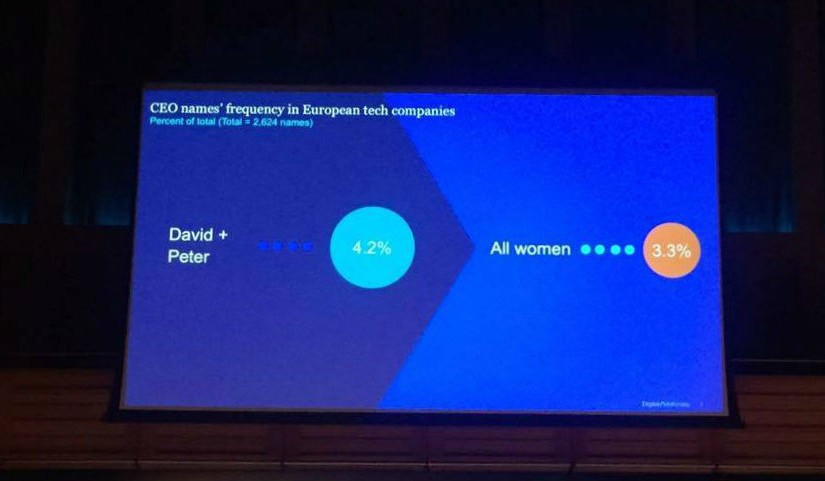 CEO names' frequency in European tech companies
Percent of total (Total = 2,624 names)
David +
Peter
4.2%
All women
3.3%